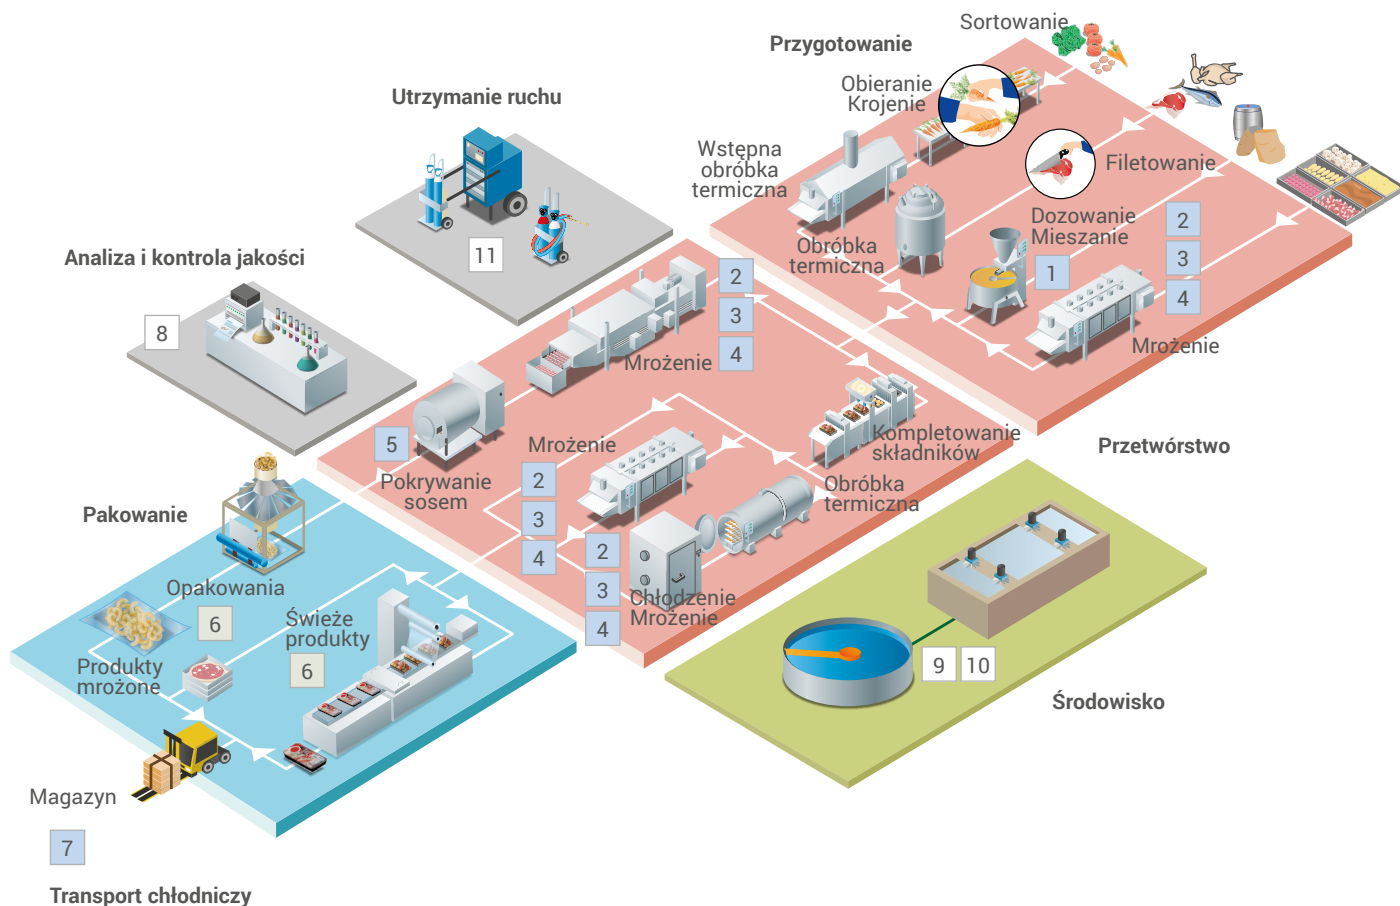 Sortowanie
Przygotowanie
Obieranie
Krojenie
Utrzymanie ruchu
Wstępna
obróbka
termiczna
Filetowanie
Dozowanie
Mieszanie
1
2
3
4
Obróbka
termiczna
Mrożenie
11
Analiza i kontrola jakości
8
2
3
4
Mrożenie
5
Pokrywanie
sosem
Mrożenie
2
3
4
Kompletowanie
składników
Przetwórstwo
Obróbka
termiczna
2
3
4
Chłodzenie
Mrożenie
Pakowanie
Opakowania
6
Świeże
produkty
6
Produkty
mrożone
9
10
Środowisko
Magazyn
7
Transport chłodniczy